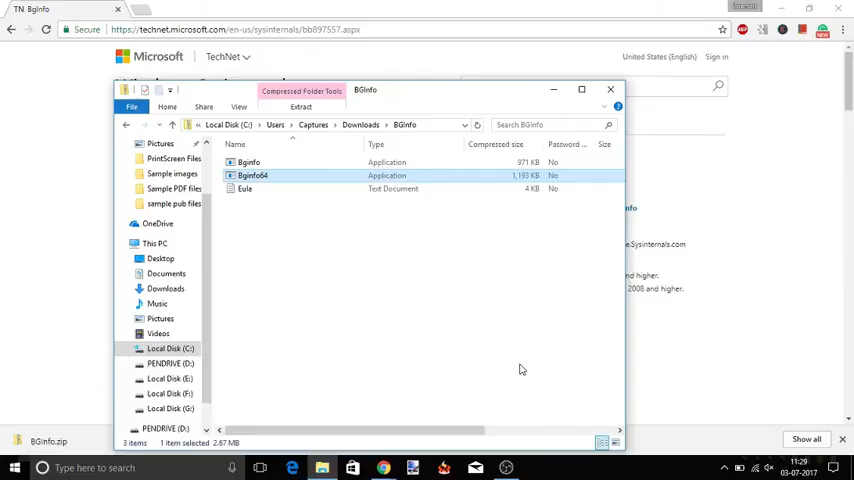 TN BgInfo
Secure https://technet.microsoft.com/en-us/sysinternals/bb897557.aspx
Microsoft TechNet United States (English) Sign in
Compressed Folder Tools BGInfo
File Home Share View Extract
« Local Disk (C:) › Users › Captures › Downloads › BGInfo Search BGInfo
Name Type Compressed size Password ... Size
Bginfo Application 971 KB No
Bginfo64 Application 1,193 KB No
Eula Text Document 4 KB No
Pictures
PrintScreen Files
Sample images
Sample PDF files
sample pub files
OneDrive
This PC
Desktop
Documents
Downloads
Music
Pictures
Videos
Local Disk (C:)
PENDRIVE (D:)
Local Disk (E:)
Local Disk (F:)
Local Disk (G:)
PENDRIVE (D:)
nfo
e.Sysinternals.com
and higher.
2008 and higher.
3 items 1 item selected 2.67 MB
BGInfo.zip Show all
Type here to search
11:29
03-07-2017